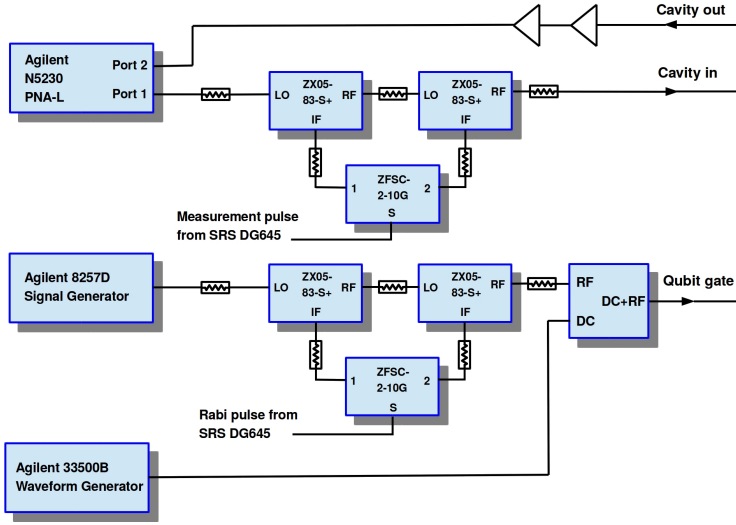 Cavity out
Agilent
N5230
PNA-L
Port 2
Port 1
LO
ZX05-
83-S+
RF
IF
LO
ZX05-
83-S+
RF
IF
Cavity in
1
ZFSC-
2-10G
2
S
Measurement pulse
from SRS DG645
Agilent 8257D
Signal Generator
LO
ZX05-
83-S+
RF
IF
LO
ZX05-
83-S+
RF
IF
RF
DC+RF
DC
Qubit gate
1
ZFSC-
2-10G
2
S
Rabi pulse from
SRS DG645
Agilent 33500B
Waveform Generator